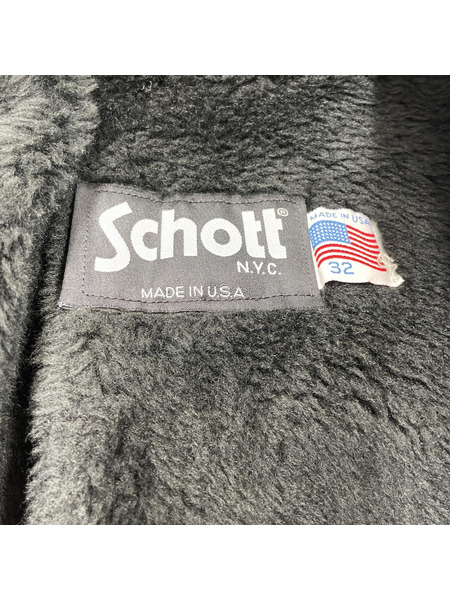 Schott®
N.Y.C.
MADE IN U.S.A
MADE IN USA
32